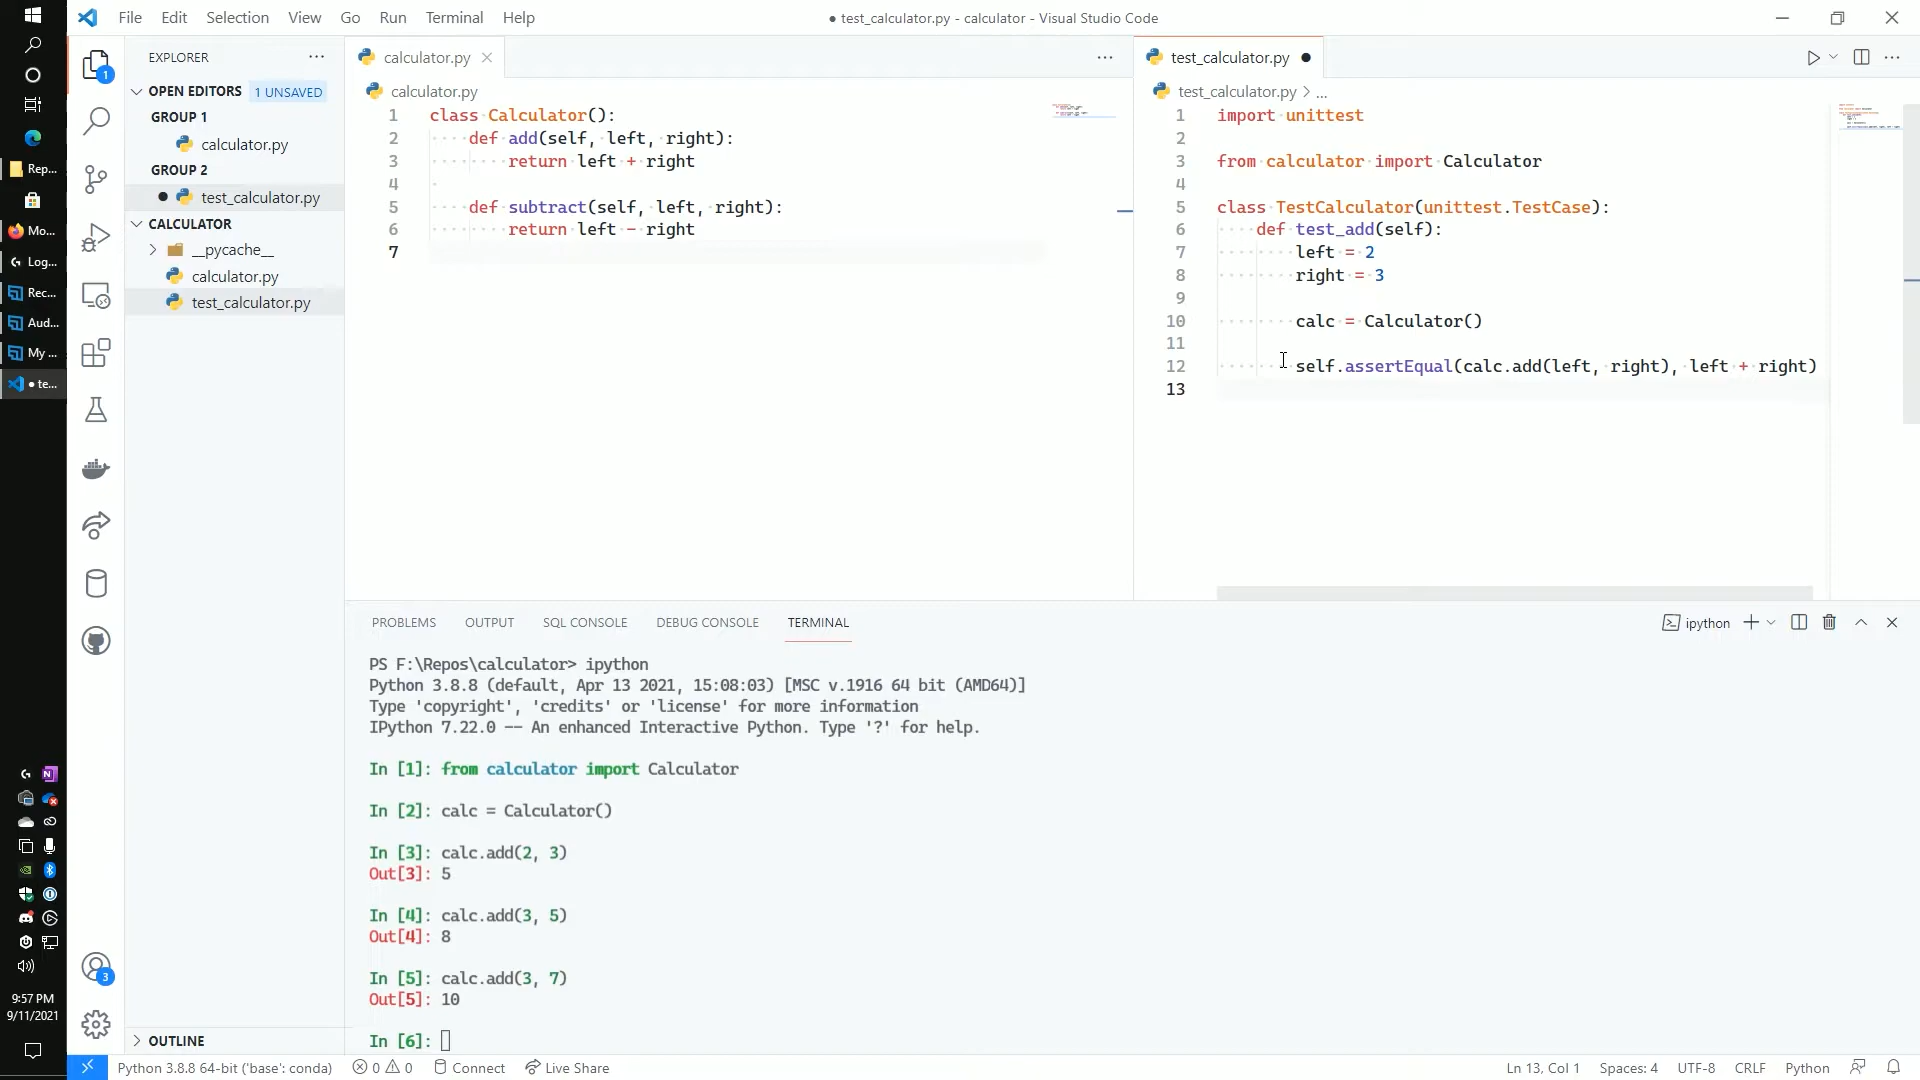 File Edit Selection View Go Run Terminal Help
● test_calculator.py - calculator - Visual Studio Code
EXPLORER
OPEN EDITORS 1 UNSAVED
GROUP 1
calculator.py
GROUP 2
● test_calculator.py
CALCULATOR
__pycache__
calculator.py
test_calculator.py
OUTLINE
Rep...
Mo...
Log...
Rec...
Aud...
My ...
● te...
9:57 PM
9/11/2021
1
3
calculator.py
calculator.py
1 class Calculator():
2 def add(self, left, right):
3 return left + right
4
5 def subtract(self, left, right):
6 return left - right
7
test_calculator.py ●
test_calculator.py > ...
1 import unittest
2
3 from calculator import Calculator
4
5 class TestCalculator(unittest.TestCase):
6 def test_add(self):
7 left = 2
8 right = 3
9
10 calc = Calculator()
11
12 self.assertEqual(calc.add(left, right), left + right)
13
PROBLEMS OUTPUT SQL CONSOLE DEBUG CONSOLE TERMINAL
ipython
PS F:\Repos\calculator> ipython
Python 3.8.8 (default, Apr 13 2021, 15:08:03) [MSC v.1916 64 bit (AMD64)]
Type 'copyright', 'credits' or 'license' for more information
IPython 7.22.0 -- An enhanced Interactive Python. Type '?' for help.
In [1]: from calculator import Calculator
In [2]: calc = Calculator()
In [3]: calc.add(2, 3)
Out[3]: 5
In [4]: calc.add(3, 5)
Out[4]: 8
In [5]: calc.add(3, 7)
Out[5]: 10
In [6]:
Python 3.8.8 64-bit ('base': conda) 0 0 Connect Live Share
Ln 13, Col 1 Spaces: 4 UTF-8 CRLF Python